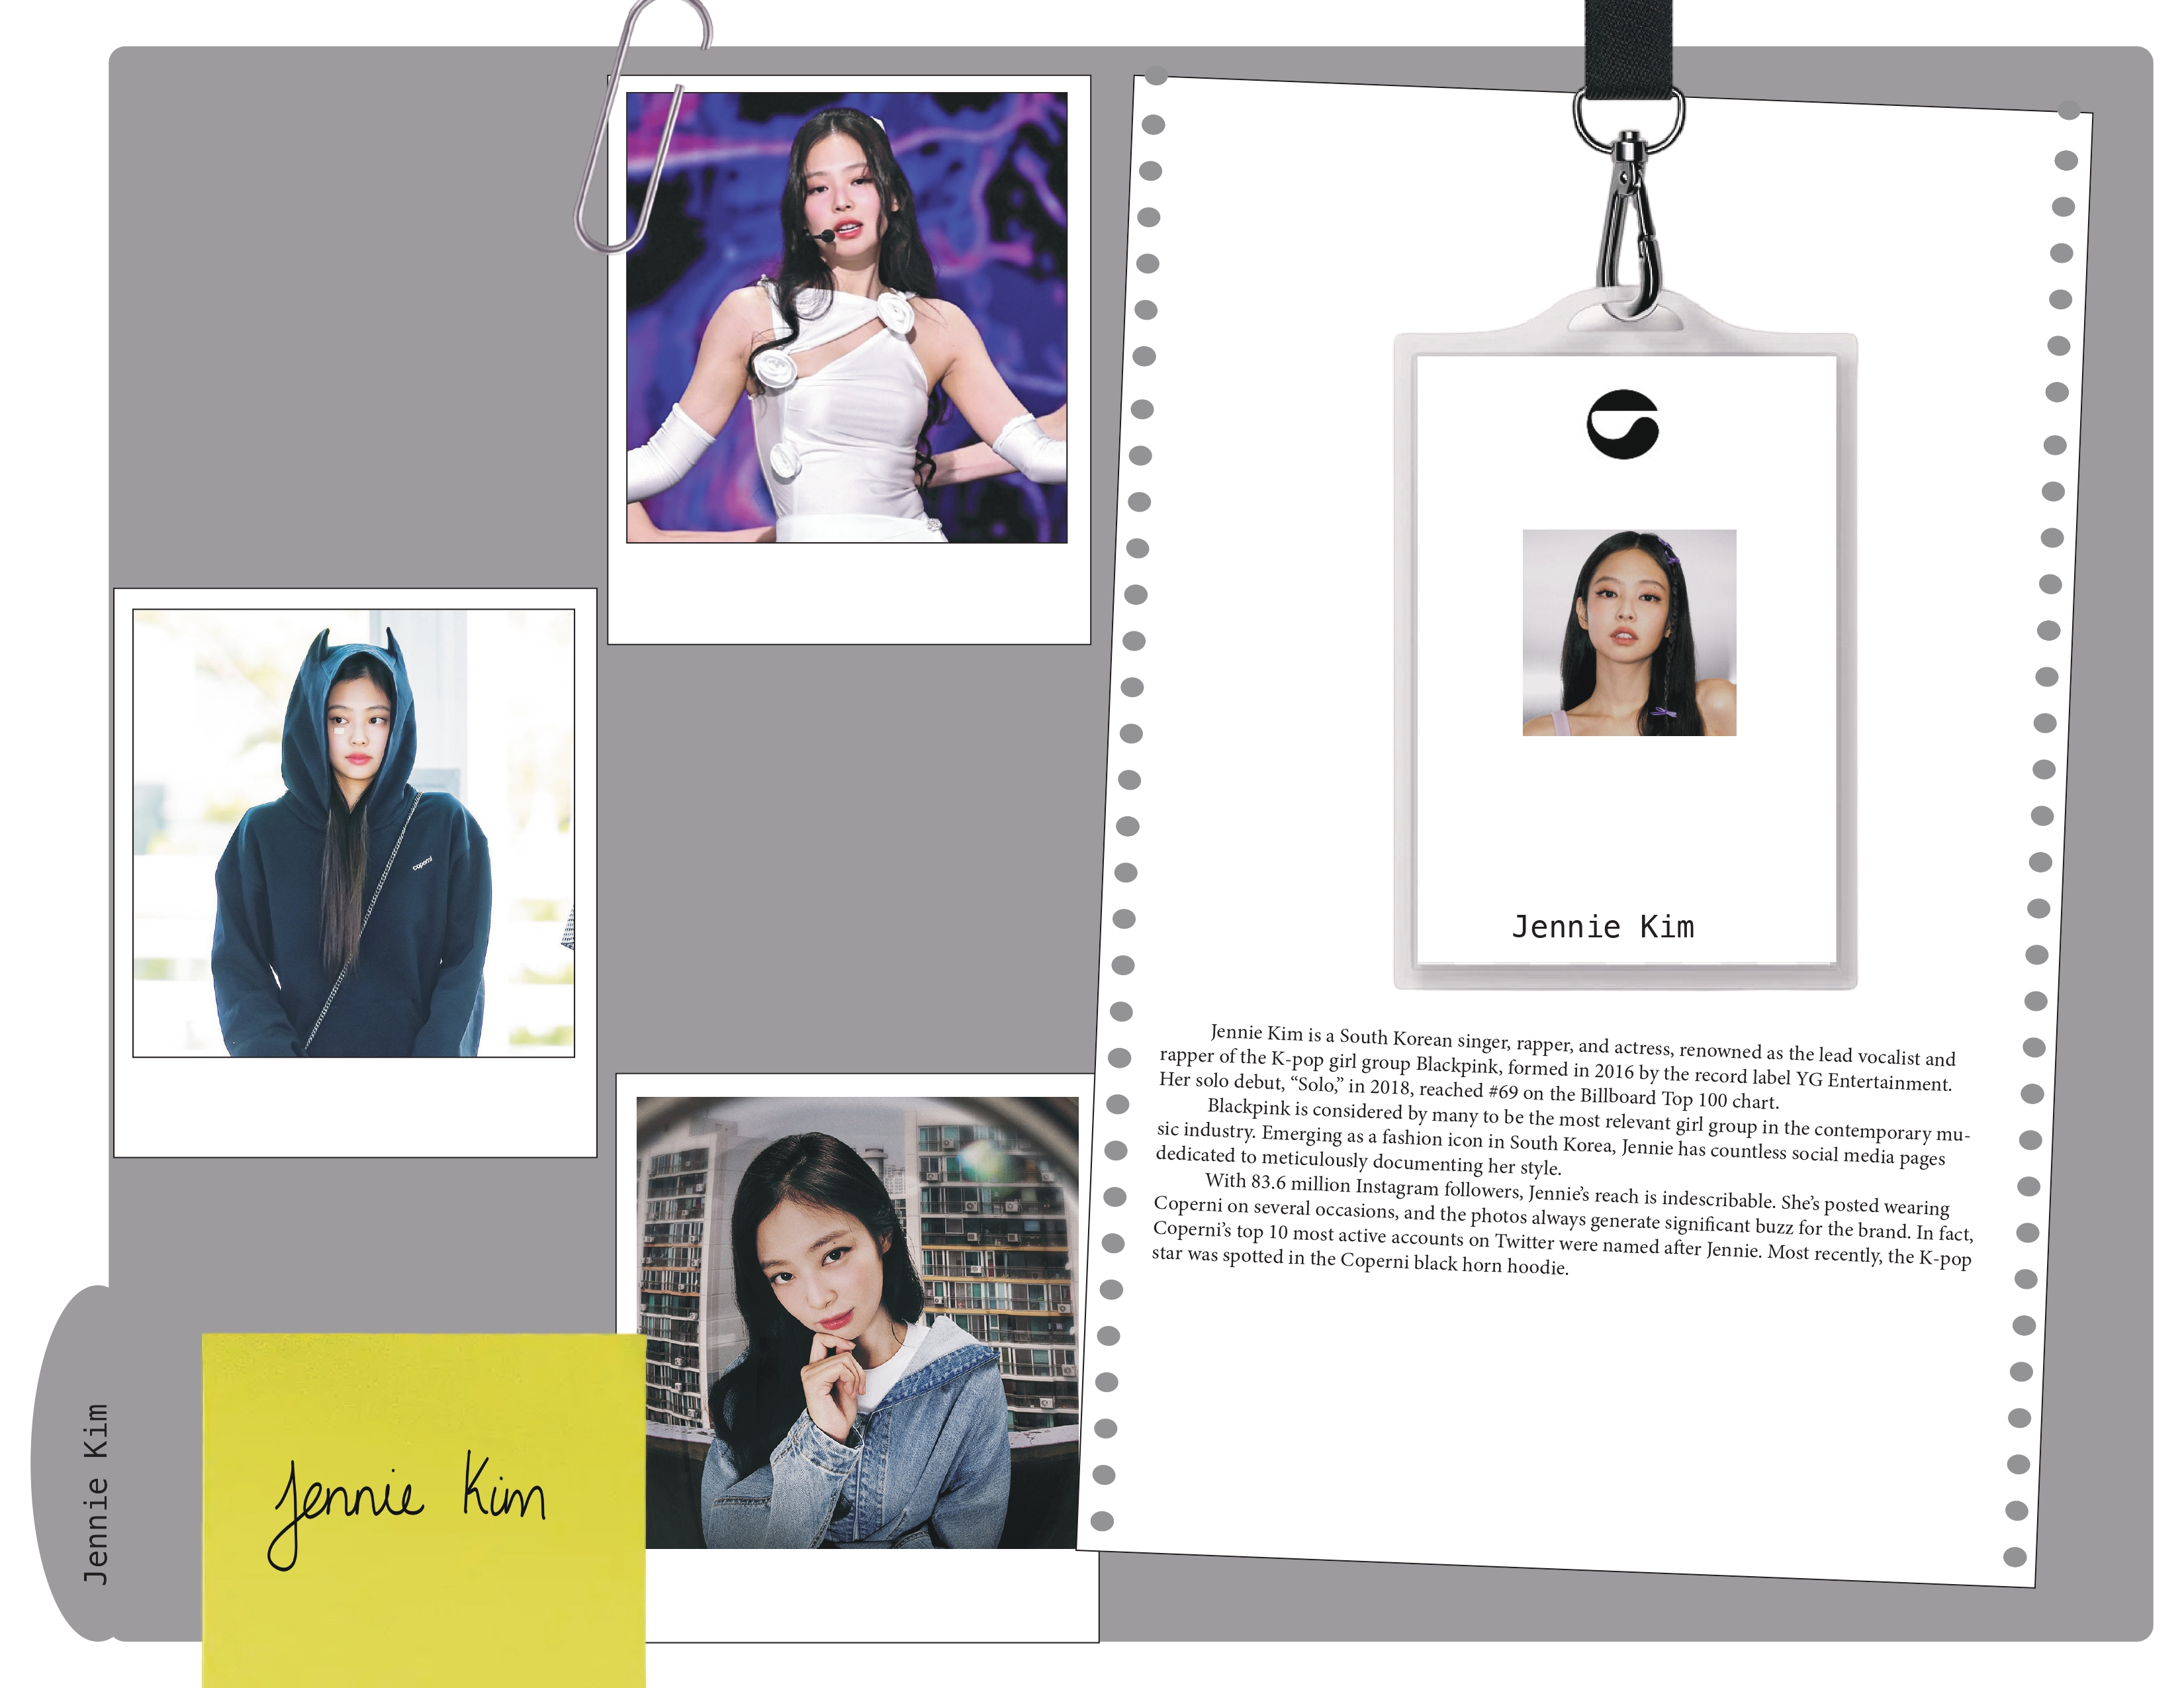 coperni
Jennie Kim
Jennie Kim
Jennie Kim
Jennie Kim is a South Korean singer, rapper, and actress, renowned as the lead vocalist and
rapper of the K-pop girl group Blackpink, formed in 2016 by the record label YG Entertainment.
Her solo debut, “Solo,” in 2018, reached #69 on the Billboard Top 100 chart.
Blackpink is considered by many to be the most relevant girl group in the contemporary mu-
sic industry. Emerging as a fashion icon in South Korea, Jennie has countless social media pages
dedicated to meticulously documenting her style.
With 83.6 million Instagram followers, Jennie’s reach is indescribable. She’s posted wearing
Coperni on several occasions, and the photos always generate significant buzz for the brand. In fact,
Coperni’s top 10 most active accounts on Twitter were named after Jennie. Most recently, the K-pop
star was spotted in the Coperni black horn hoodie.